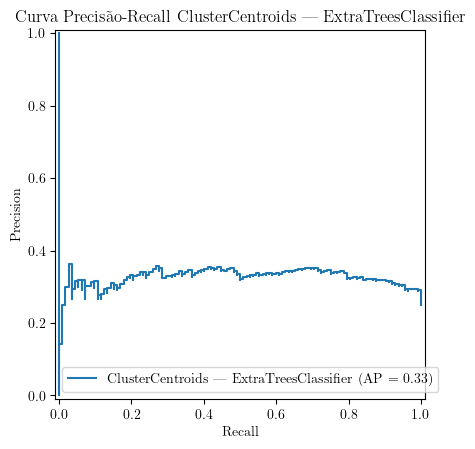 Curva Precisão-Recall ClusterCentroids — ExtraTreesClassifier
1.0
0.8
0.6
0.4
0.2
0.0
Precision
ClusterCentroids — ExtraTreesClassifier (AP = 0.33)
0.0 0.2 0.4 0.6 0.8 1.0
Recall